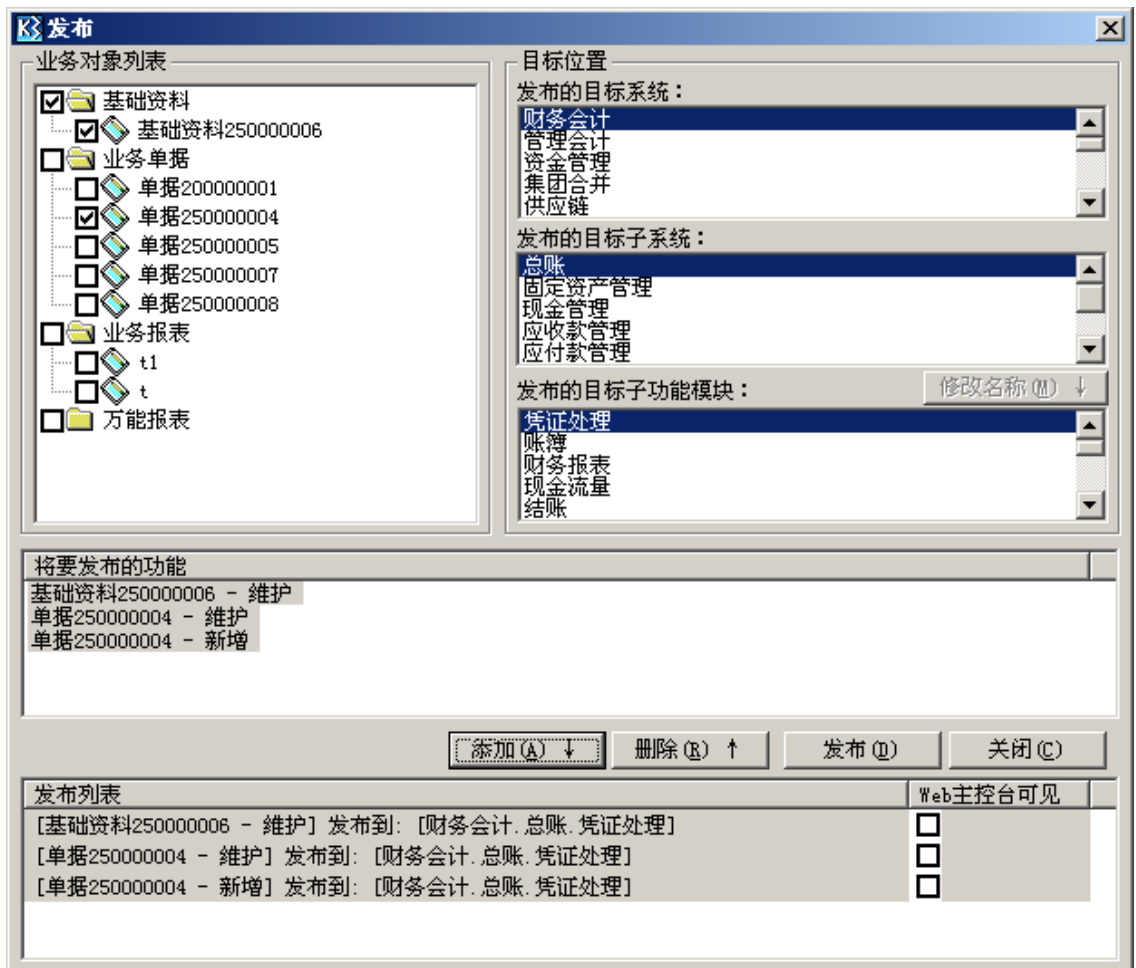 K3 发布
业务对象列表
基础资料
基础资料250000006
业务单据
单据200000001
单据250000004
单据250000005
单据250000007
单据250000008
业务报表
t1
t
万能报表
目标位置
发布的目标系统：
财务会计
管理会计
资金管理
集团合并
供应链
发布的目标子系统：
总账
固定资产管理
现金管理
应收款管理
应付款管理
发布的目标子功能模块：
修改名称(M) ↓
凭证处理
账簿
财务报表
现金流量
结账
将要发布的功能
基础资料250000006 - 维护
单据250000004 - 维护
单据250000004 - 新增
添加(A) ↓
删除(R) ↑
发布(D)
关闭(C)
发布列表 Web主控台可见
[基础资料250000006 - 维护] 发布到: [财务会计.总账.凭证处理]
[单据250000004 - 维护] 发布到: [财务会计.总账.凭证处理]
[单据250000004 - 新增] 发布到: [财务会计.总账.凭证处理]